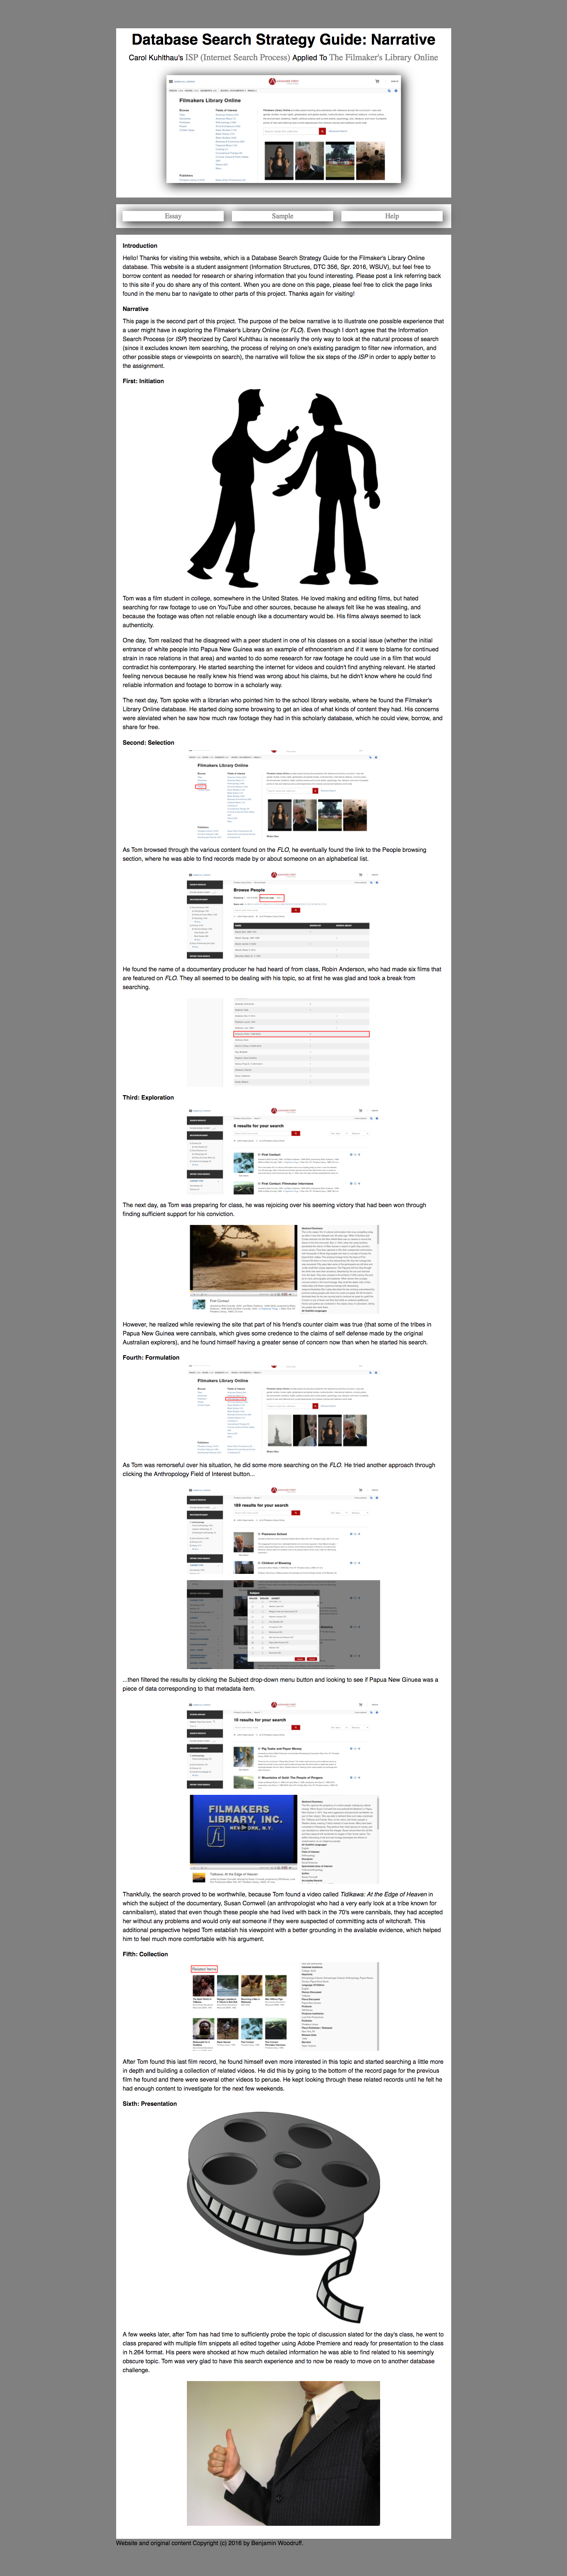 Database Search Strategy Guide: Narrative
Carol Kuhlthau's ISP (Internet Search Process) Applied To The Filmaker's Library Online
Filmakers Library Online
Essay
Sample
Help
Introduction
Hello! Thanks for visiting this website, which is a Database Search Strategy Guide for the Filmaker's Library Online
database. This website is a student assignment (Information Structures, DTC 356, Spr. 2016, WSUV), but feel free to
borrow content as needed for research or sharing information that you found interesting. Please post a link referring back
to this site if you do share any of this content. When you are done on this page, please feel free to click the page links
found in the menu bar to navigate to other parts of this project. Thanks again for visiting!
Narrative
This page is the second part of this project. The purpose of the below narrative is to illustrate one possible experience that
a user might have in exploring the Filmaker's Library Online (or FLO). Even though I don't agree that the Information
Search Process (or ISP) theorized by Carol Kuhlthau is necessarily the only way to look at the natural process of search
(since it excludes known item searching, the process of relying on one's existing paradigm to filter new information, and
other possible steps or viewpoints on search), the narrative will follow the six steps of the ISP in order to apply better to
the assignment.
First: Initiation
Tom was a film student in college, somewhere in the United States. He loved making and editing films, but hated
searching for raw footage to use on YouTube and other sources, because he always felt like he was stealing, and
because the footage was often not reliable enough like a documentary would be. His films always seemed to lack
authenticity.
One day, Tom realized that he disagreed with a peer student in one of his classes on a social issue (whether the initial
entrance of white people into Papua New Guinea was an example of ethnocentrism and if it were to blame for continued
strain in race relations in that area) and wanted to do some research for raw footage he could use in a film that would
contradict his contemporary. He started searching the internet for videos and couldn't find anything relevant. He started
feeling nervous because he really knew his friend was wrong about his claims, but he didn't know where he could find
reliable information and footage to borrow in a scholarly way.
The next day, Tom spoke with a librarian who pointed him to the school library website, where he found the Filmaker's
Library Online database. He started doing some browsing to get an idea of what kinds of content they had. His concerns
were aleviated when he saw how much raw footage they had in this scholarly database, which he could view, borrow, and
share for free.
Second: Selection
Filmakers Library Online
As Tom browsed through the various content found on the FLO, he eventually found the link to the People browsing
section, where he was able to find records made by or about someone on an alphabetical list.
Browse People
He found the name of a documentary producer he had heard of from class, Robin Anderson, who had made six films that
are featured on FLO. They all seemed to be dealing with his topic, so at first he was glad and took a break from
searching.
Third: Exploration
6 results for your search
First Contact
First Contact: Filmmaker Interviews
The next day, as Tom was preparing for class, he was rejoicing over his seeming victory that had been won through
finding sufficient support for his conviction.
First Contact
However, he realized while reviewing the site that part of his friend's counter claim was true (that some of the tribes in
Papua New Guinea were cannibals, which gives some credence to the claims of self defense made by the original
Australian explorers), and he found himself having a greater sense of concern now than when he started his search.
Fourth: Formulation
Filmakers Library Online
As Tom was remorseful over his situation, he did some more searching on the FLO. He tried another approach through
clicking the Anthropology Field of Interest button...
189 results for your search
Children of Blessing
Subject
...then filtered the results by clicking the Subject drop-down menu button and looking to see if Papua New Ginuea was a
piece of data corresponding to that metadata item.
10 results for your search
Pig Tusks and Paper Money
Mountains of Gold: The People of Porgera
FILMAKERS
LIBRARY, INC.
NEW YORK, N.Y.
Tidikawa: At the Edge of Heaven
Thankfully, the search proved to be worthwhile, because Tom found a video called Tidikawa: At the Edge of Heaven in
which the subject of the documentary, Susan Cornwell (an anthropologist who had a very early look at a tribe known for
cannibalism), stated that even though these people she had lived with back in the 70's were cannibals, they had accepted
her without any problems and would only eat someone if they were suspected of committing acts of witchcraft. This
additional perspective helped Tom establish his viewpoint with a better grounding in the available evidence, which helped
him to feel much more comfortable with his argument.
Fifth: Collection
Related Items
After Tom found this last film record, he found himself even more interested in this topic and started searching a little more
in depth and building a collection of related videos. He did this by going to the bottom of the record page for the previous
film he found and there were several other videos to peruse. He kept looking through these related records until he felt he
had enough content to investigate for the next few weekends.
Sixth: Presentation
A few weeks later, after Tom has had time to sufficiently probe the topic of discussion slated for the day's class, he went to
class prepared with multiple film snippets all edited together using Adobe Premiere and ready for presentation to the class
in h.264 format. His peers were shocked at how much detailed information he was able to find related to his seemingly
obscure topic. Tom was very glad to have this search experience and to now be ready to move on to another database
challenge.
Website and original content Copyright (c) 2016 by Benjamin Woodruff.